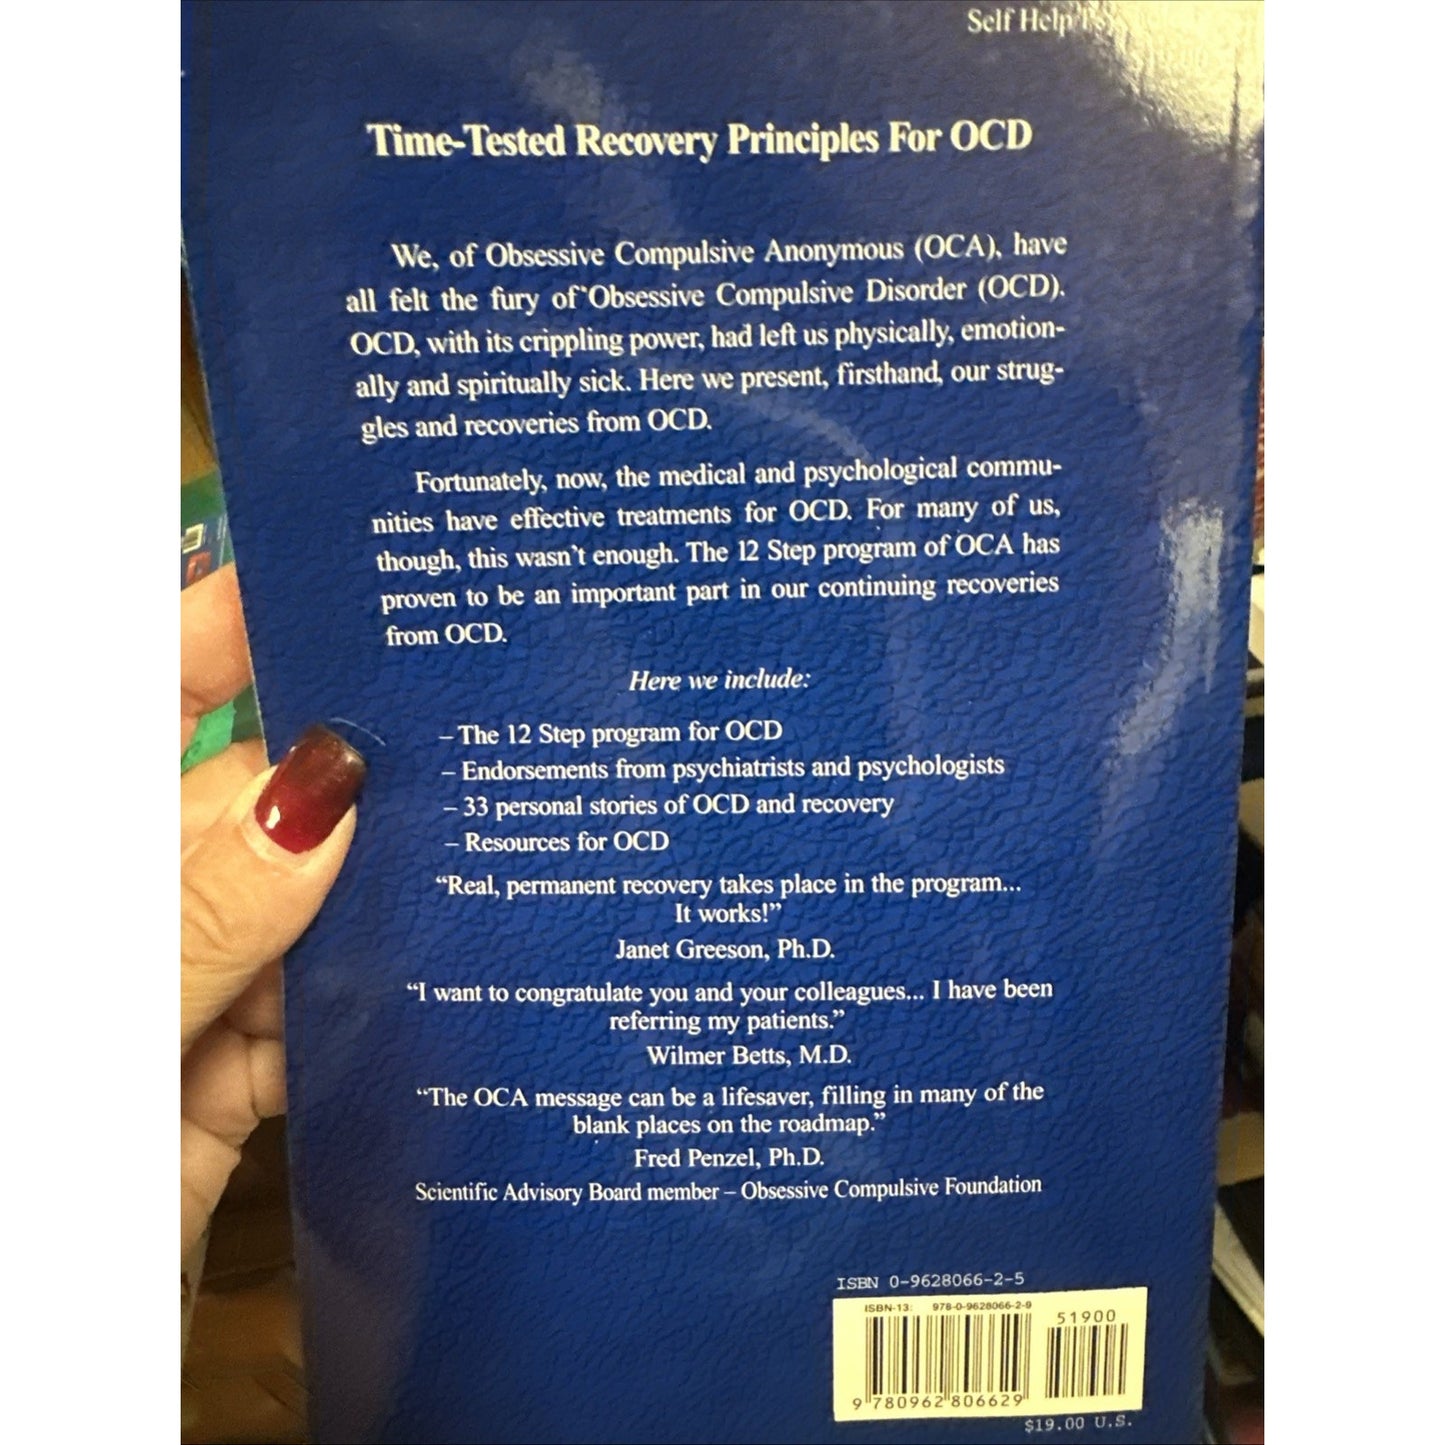 Self Help
Time-Tested Recovery Principles For OCD
We, of Obsessive Compulsive Anonymous (OCA), have
all felt the fury of Obsessive Compulsive Disorder (OCD).
OCD, with its crippling power, had left us physically, emotion-
ally and spiritually sick. Here we present, firsthand, our strug-
gles and recoveries from OCD.
Fortunately, now, the medical and psychological commu-
nities have effective treatments for OCD. For many of us,
though, this wasn't enough. The 12 Step program of OCA has
proven to be an important part in our continuing recoveries
from OCD.
Here we include:
– The 12 Step program for OCD
– Endorsements from psychiatrists and psychologists
– 33 personal stories of OCD and recovery
– Resources for OCD
“Real, permanent recovery takes place in the program...
It works!”
Janet Greeson, Ph.D.
“I want to congratulate you and your colleagues... I have been
referring my patients.”
Wilmer Betts, M.D.
“The OCA message can be a lifesaver, filling in many of the
blank places on the roadmap.”
Fred Penzel, Ph.D.
Scientific Advisory Board member – Obsessive Compulsive Foundation
ISBN 0-9628066-2-5
ISBN-13: 978-0-9628066-2-9
51900
9 780962 806629
$19.00 U.S.